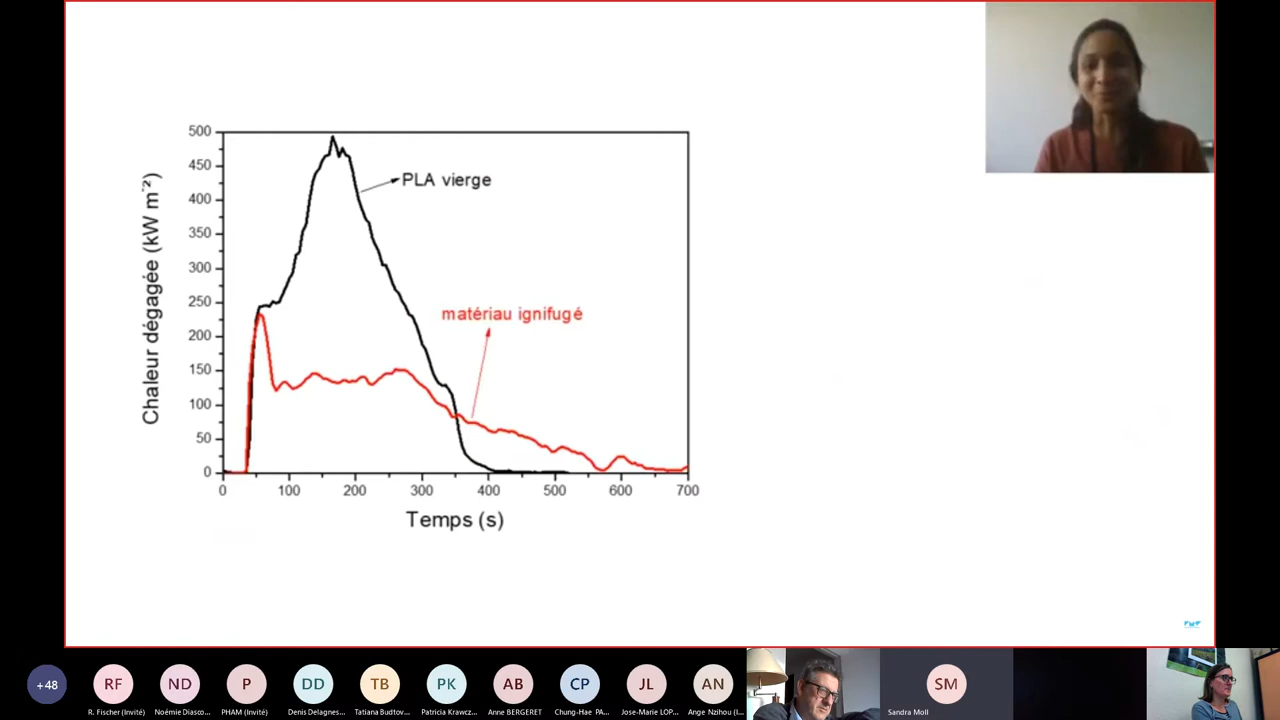 500
450
400
350
300
250
200
150
100
50
0
Chaleur dégagée (kW m⁻²)
PLA vierge
matériau ignifugé
0 100 200 300 400 500 600 700
Temps (s)
+48 RF ND P DD TB PK AB CP JL AN SM
R. Fischer (Invité) Noémie Diasco... PHAM (Invité) Denis Delagnes... Tatiana Budtov... Patricia Krawcz... Anne BERGERET Chung-Hae PA... Jose-Marie LOP... Ange Nzihou (I... Sandra Moll